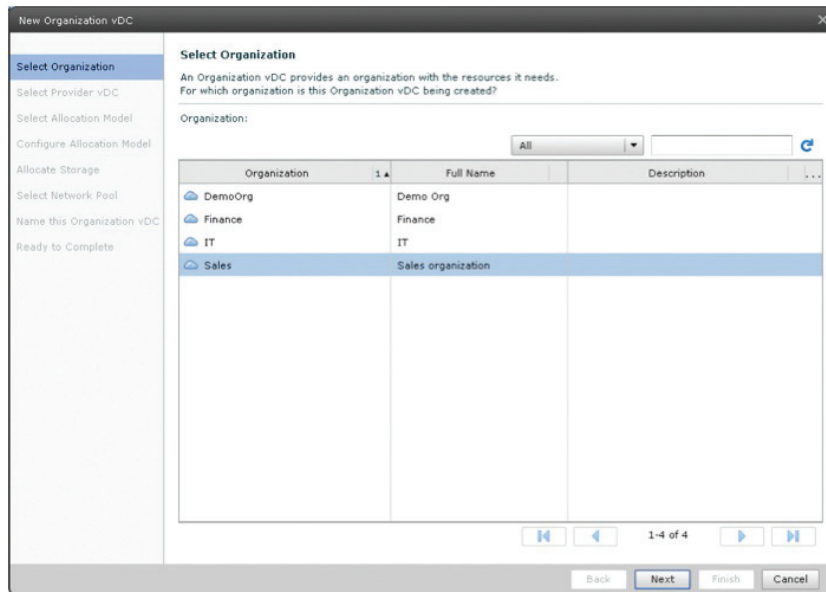 New Organization vDC
Select Organization
Select Provider vDC
Select Allocation Model
Configure Allocation Model
Allocate Storage
Select Network Pool
Name this Organization vDC
Ready to Complete
Select Organization
An Organization vDC provides an organization with the resources it needs.
For which organization is this Organization vDC being created?
Organization:
All
Organization 1 ▲ Full Name Description ...
DemoOrg Demo Org
Finance Finance
IT IT
Sales Sales organization
1-4 of 4
Back Next Finish Cancel